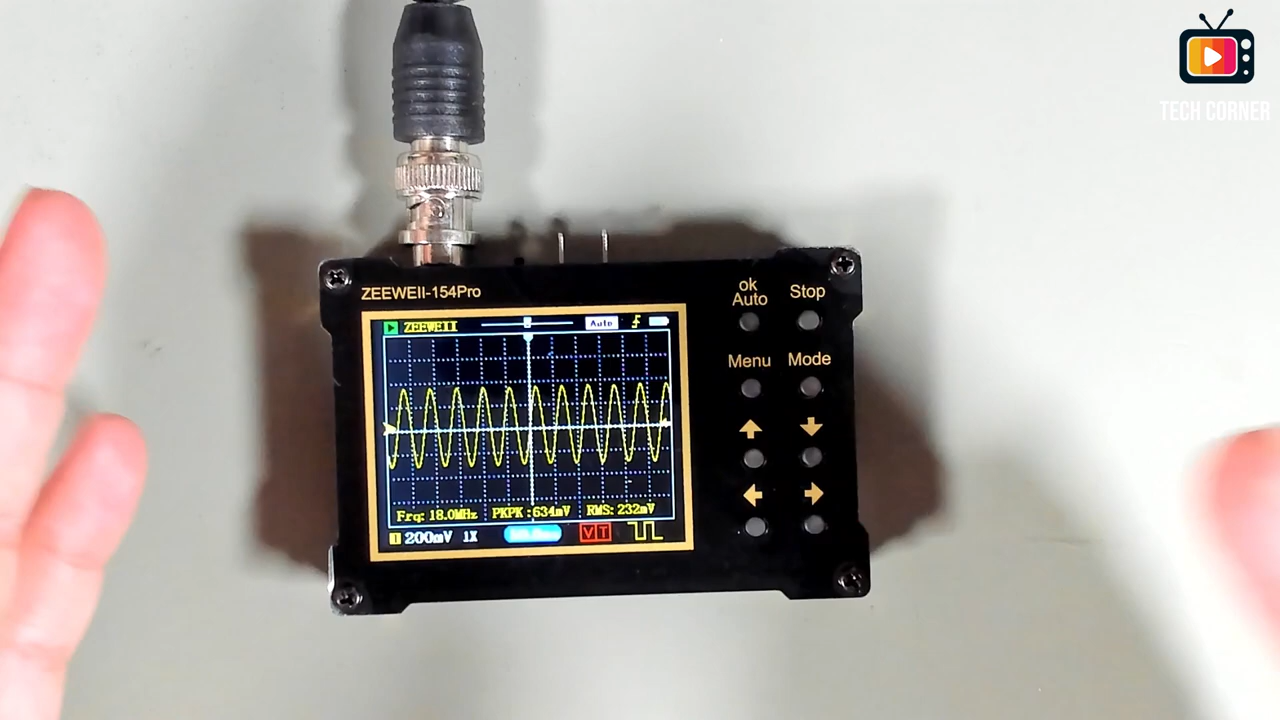 TECH CORNER
ZEEWEII-154Pro
ok
Auto
Stop
ZEEWEII
Auto
Menu
Mode
Frq: 18.0MHz PKPK:634mV RMS: 232mV
1 200mV 1X
VT